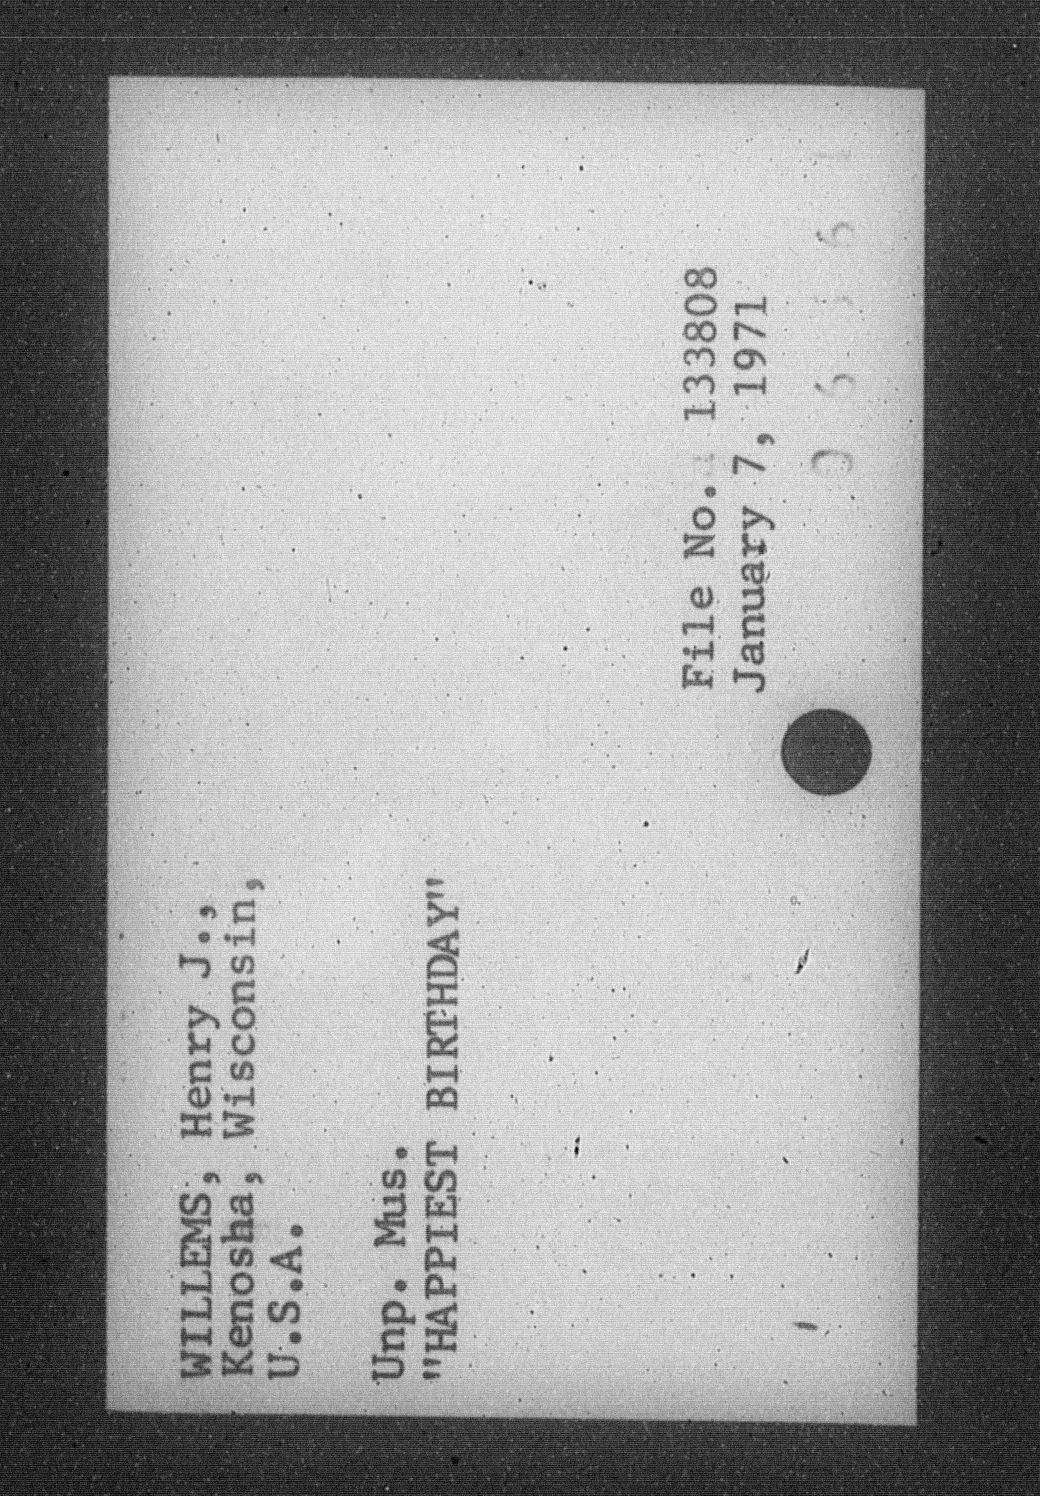 WILLEMS, Henry J.,
Kenosha, Wisconsin,
U.S.A.
Unp. Mus.
"HAPPIEST BIRTHDAY"
File No. 133808
January 7, 1971